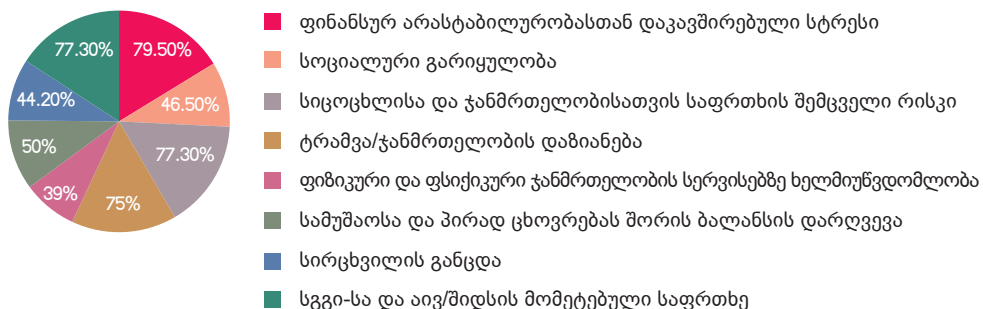 77.30%
79.50%
44.20%
46.50%
50%
77.30%
39%
75%
ფინანსურ არასტაბილურობასთან დაკავშირებული სტრესი
სოციალური გარიყულობა
სიცოცხლისა და ჯანმრთელობისათვის საფრთხის შემცველი რისკი
ტრამვა/ჯანმრთელობის დაზიანება
ფიზიკური და ფსიქიკური ჯანმრთელობის სერვისებზე ხელმიუწვდომლობა
სამუშაოსა და პირად ცხოვრებას შორის ბალანსის დარღვევა
სირცხვილის განცდა
სგგი-სა და აივ/შიდსის მომეტებული საფრთხე